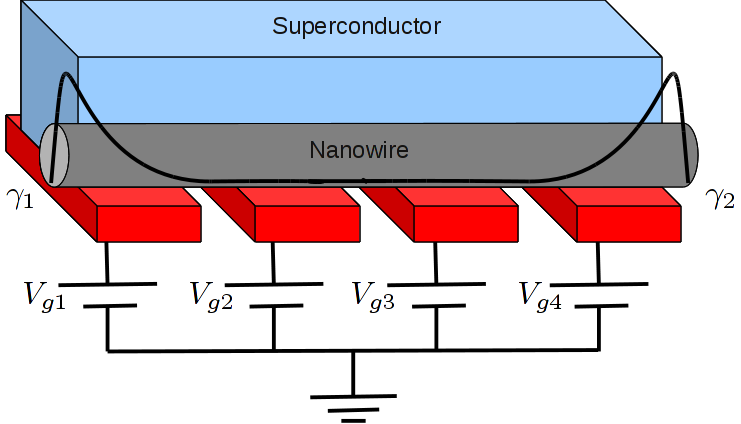 Superconductor
Nanowire
γ1 γ2
Vg1 Vg2 Vg3 Vg4